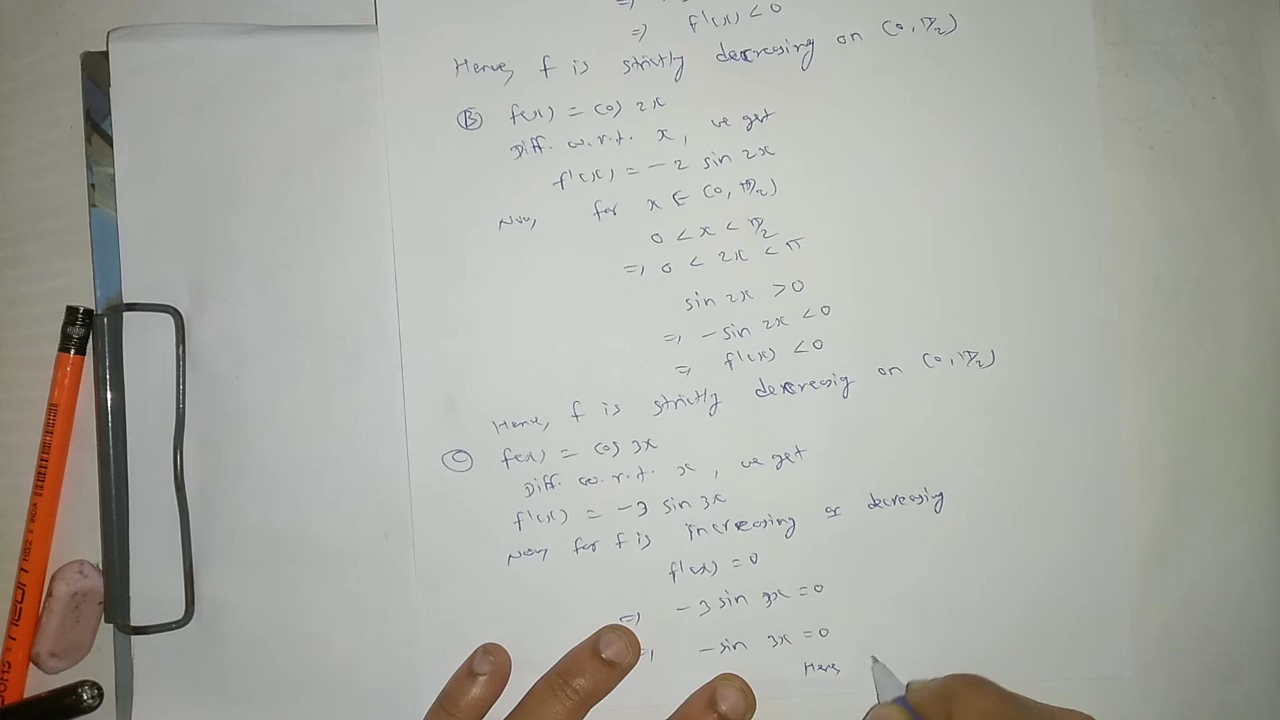 => f'(x) < 0
Hence, f is strictly decreasing on (0, π/2)
(B) f(x) = cos 2x
Diff. w.r.t. x, we get
f'(x) = -2 sin 2x
Now, for x ∈ (0, π/2)
0 < x < π/2
=> 0 < 2x < π
sin 2x > 0
=> -sin 2x < 0
=> f'(x) < 0
Hence, f is strictly decreasing on (0, π/2)
(C) f(x) = cos 3x
Diff. w.r.t. x, we get
f'(x) = -3 sin 3x
Now for f is increasing or decreasing
f'(x) = 0
=> -3 sin 3x = 0
=> -sin 3x = 0
Here,
HB/2 INDIA